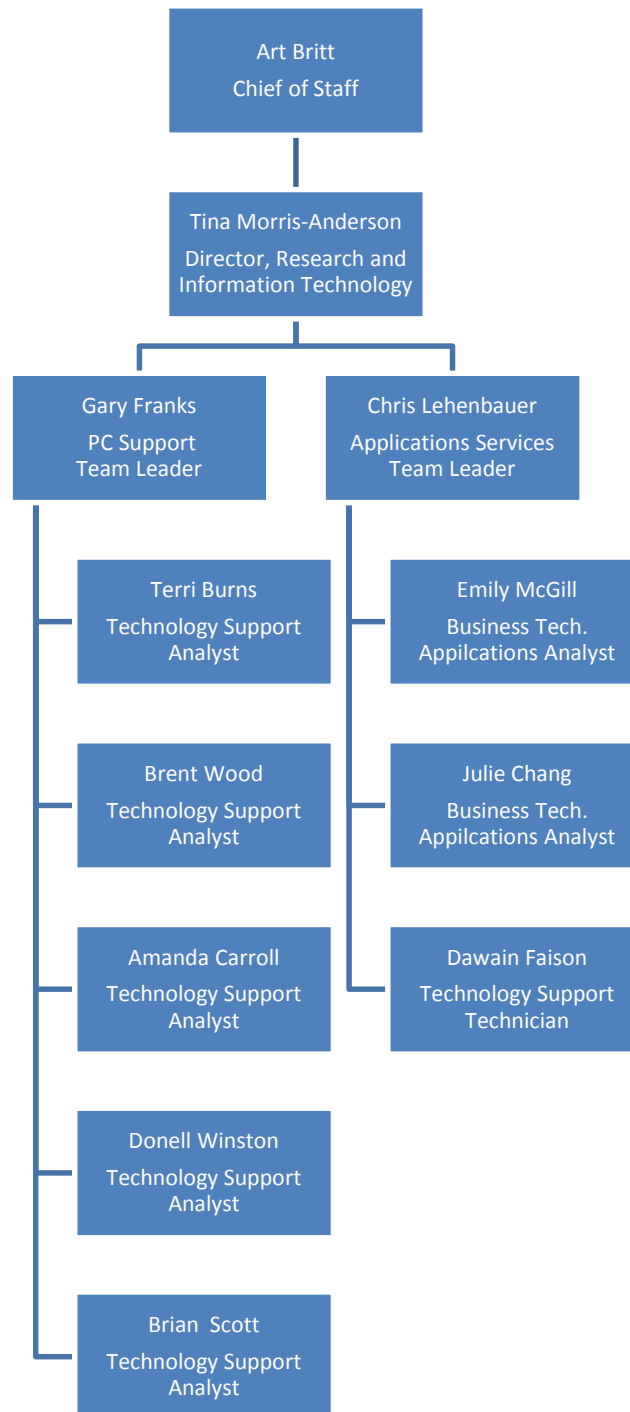 Art Britt
Chief of Staff
Tina Morris-Anderson
Director, Research and
Information Technology
Gary Franks
PC Support
Team Leader
Terri Burns
Technology Support
Analyst
Brent Wood
Technology Support
Analyst
Amanda Carroll
Technology Support
Analyst
Donell Winston
Technology Support
Analyst
Brian  Scott
Technology Support
Analyst
Chris Lehenbauer
Applications Services
Team Leader
Emily McGill
Business Tech.
Appilcations Analyst
Julie Chang
Business Tech.
Appilcations Analyst
Dawain Faison
Technology Support
Technician